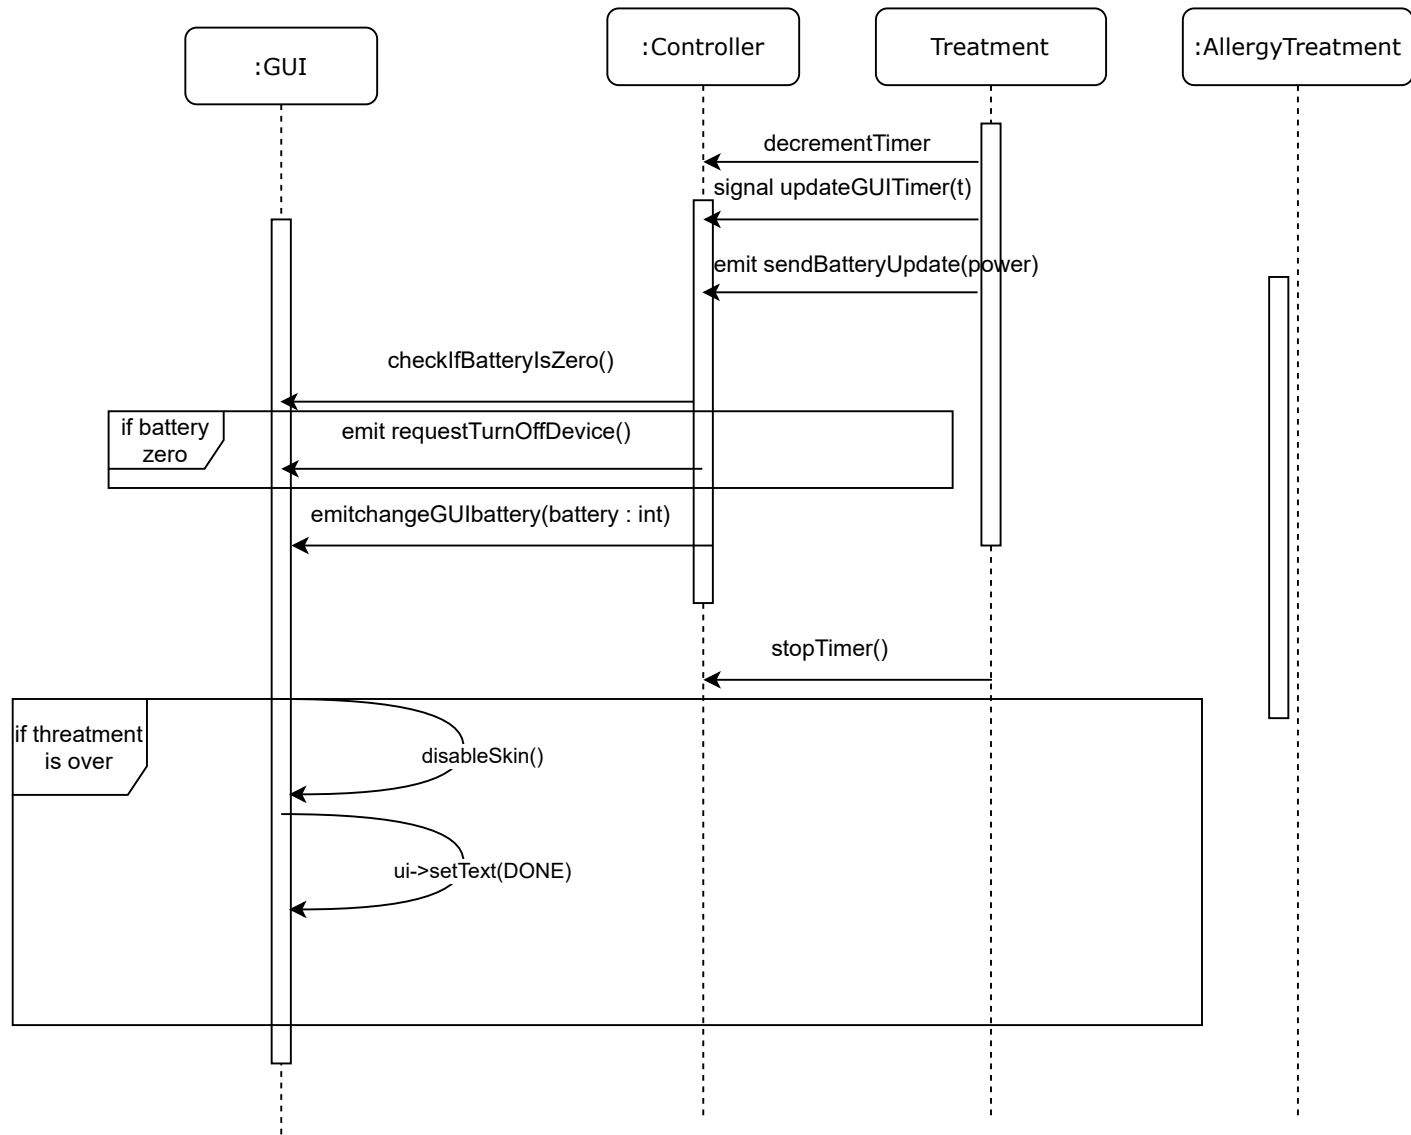 :GUI
:Controller
Treatment
:AllergyTreatment
decrementTimer
signal updateGUITimer(t)
emit sendBatteryUpdate(power)
checkIfBatteryIsZero()
if battery
zero
emit requestTurnOffDevice()
emitchangeGUIbattery(battery : int)
stopTimer()
if threatment
is over
disableSkin()
ui->setText(DONE)